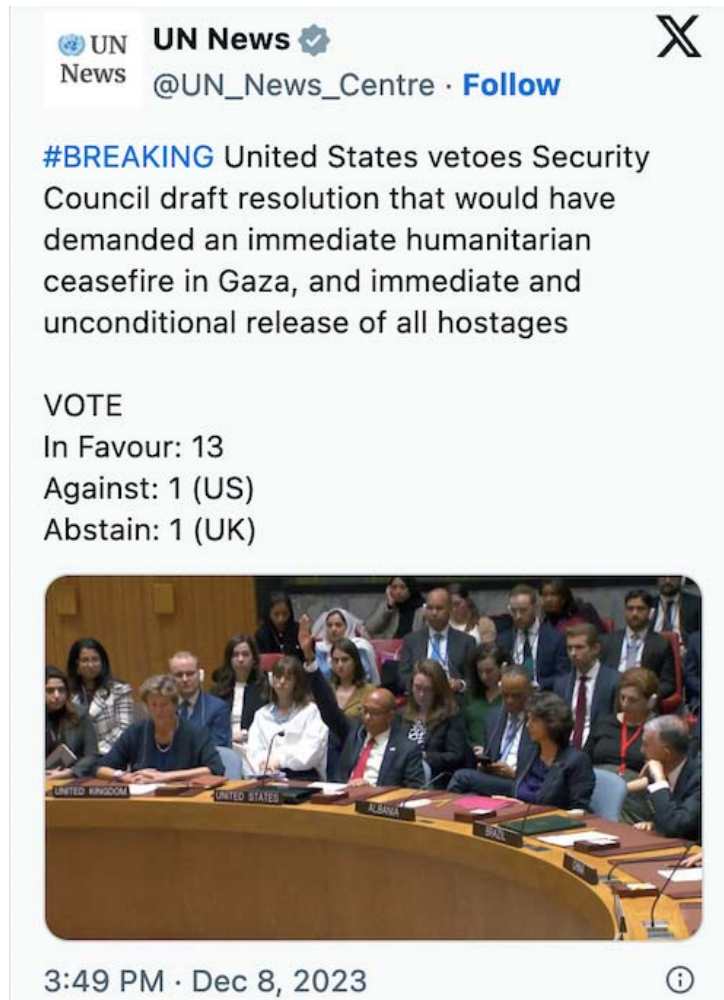 UN
News
UN News
@UN_News_Centre · Follow
#BREAKING United States vetoes Security
Council draft resolution that would have
demanded an immediate humanitarian
ceasefire in Gaza, and immediate and
unconditional release of all hostages
VOTE
In Favour: 13
Against: 1 (US)
Abstain: 1 (UK)
UNITED KINGDOM
UNITED STATES
ALBANIA
BRAZIL
CHINA
3:49 PM · Dec 8, 2023